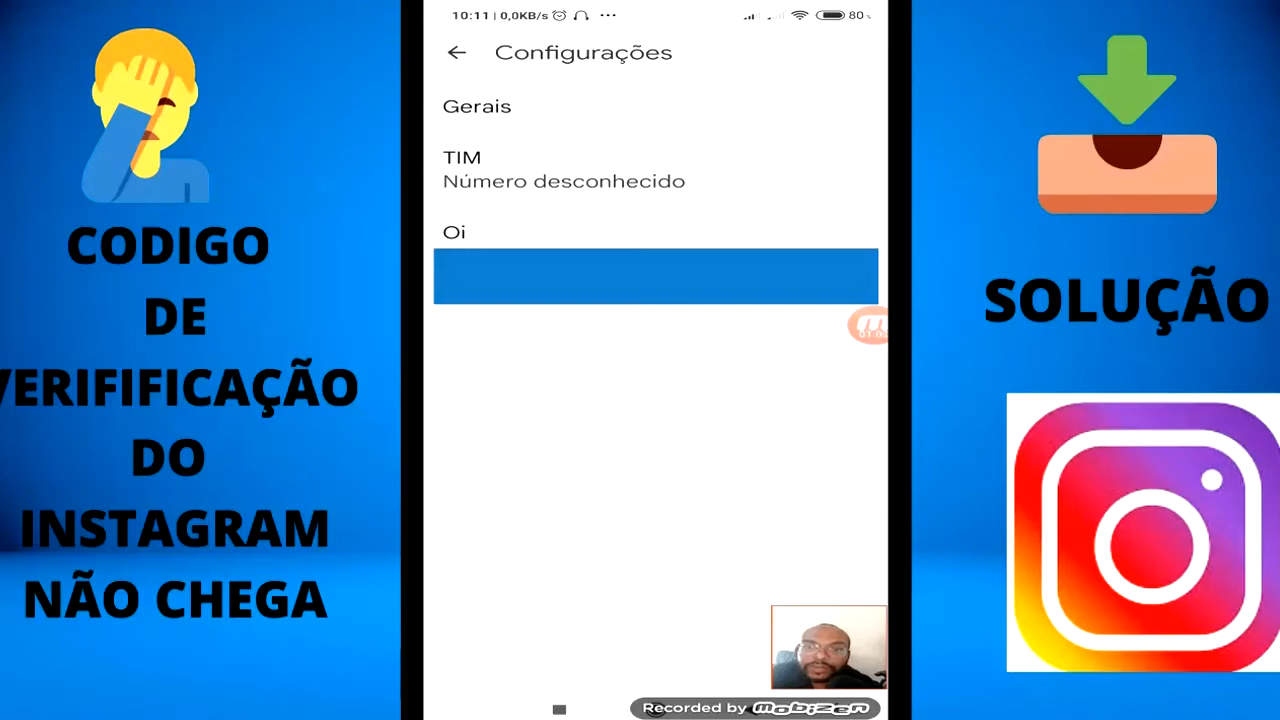 CODIGO
DE
VERIFIFICAÇÃO
DO
INSTAGRAM
NÃO CHEGA
10:11 | 0,0KB/s ... 80
Configurações
Gerais
TIM
Número desconhecido
Oi
Recorded by mobizen
SOLUÇÃO